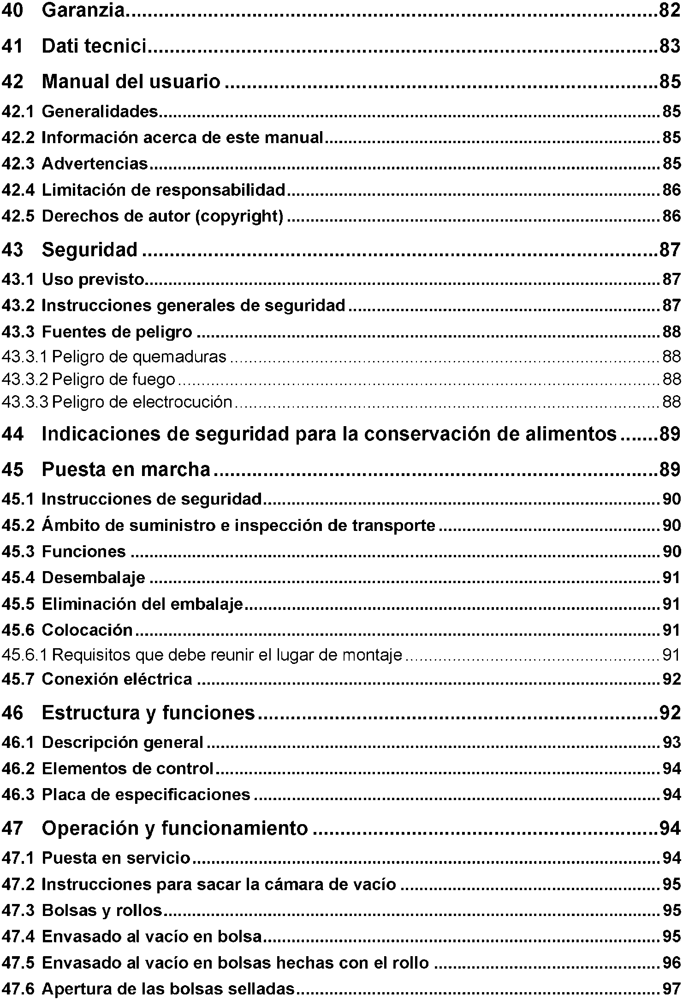 40 Garanzia..........82
41 Dati tecnici..........83
42 Manual del usuario..........85
42.1 Generalidades..........85
42.2 Información acerca de este manual..........85
42.3 Advertencias..........85
42.4 Limitación de responsabilidad..........86
42.5 Derechos de autor (copyright)..........86
43 Seguridad..........87
43.1 Uso previsto..........87
43.2 Instrucciones generales de seguridad..........87
43.3 Fuentes de peligro..........88
43.3.1 Peligro de quemaduras..........88
43.3.2 Peligro de fuego..........88
43.3.3 Peligro de electrocución..........88
44 Indicaciones de seguridad para la conservación de alimentos.......89
45 Puesta en marcha..........89
45.1 Instrucciones de seguridad..........90
45.2 Ámbito de suministro e inspección de transporte..........90
45.3 Funciones..........90
45.4 Desembalaje..........91
45.5 Eliminación del embalaje..........91
45.6 Colocación..........91
45.6.1 Requisitos que debe reunir el lugar de montaje..........91
45.7 Conexión eléctrica..........92
46 Estructura y funciones..........92
46.1 Descripción general..........93
46.2 Elementos de control..........94
46.3 Placa de especificaciones..........94
47 Operación y funcionamiento..........94
47.1 Puesta en servicio..........94
47.2 Instrucciones para sacar la cámara de vacío..........95
47.3 Bolsas y rollos..........95
47.4 Envasado al vacío en bolsa..........95
47.5 Envasado al vacío en bolsas hechas con el rollo..........96
47.6 Apertura de las bolsas selladas..........97